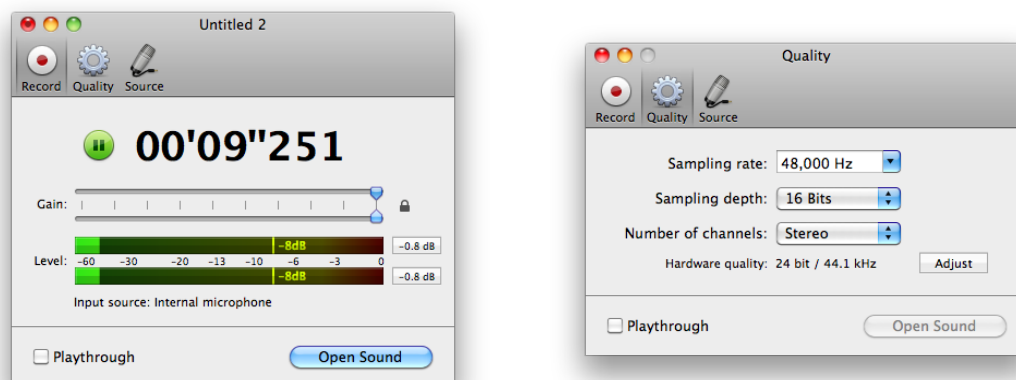 Untitled 2
Record Quality Source
00'09"251
Gain:
-8dB -0.8 dB
Level: -60 -30 -20 -13 -10 -6 -3 0
-8dB -0.8 dB
Input source: Internal microphone
Playthrough Open Sound
Quality
Record Quality Source
Sampling rate: 48,000 Hz
Sampling depth: 16 Bits
Number of channels: Stereo
Hardware quality: 24 bit / 44.1 kHz Adjust
Playthrough Open Sound